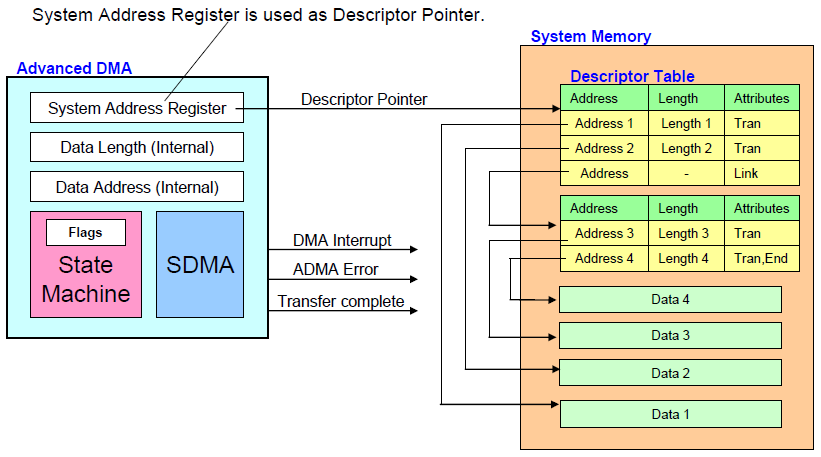 System Address Register is used as Descriptor Pointer.
System Memory
Advanced DMA
Descriptor Table
System Address Register
Descriptor Pointer
Address Length Attributes
Address 1 Length 1 Tran
Address 2 Length 2 Tran
Address - Link
Data Length (Internal)
Data Address (Internal)
Address Length Attributes
Address 3 Length 3 Tran
Address 4 Length 4 Tran,End
Flags
State
Machine
SDMA
DMA Interrupt
ADMA Error
Transfer complete
Data 4
Data 3
Data 2
Data 1